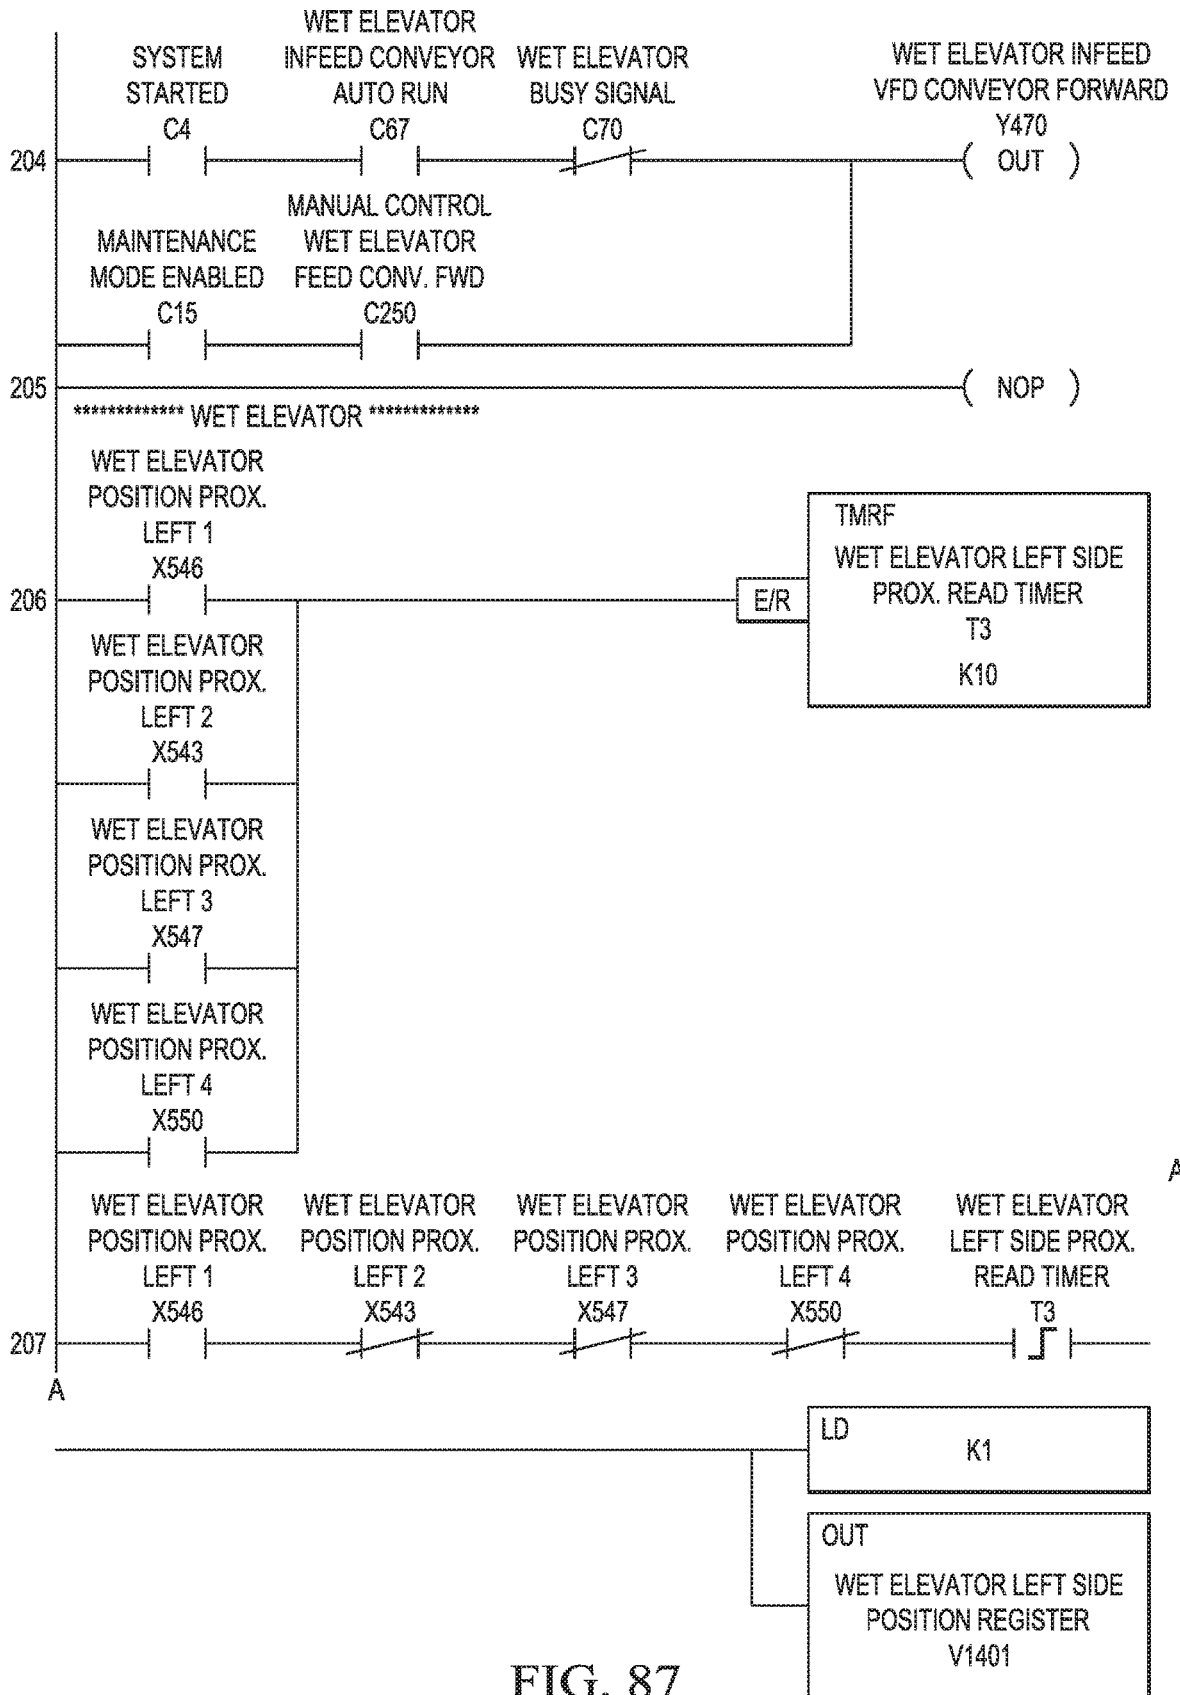 WET ELEVATOR
SYSTEM INFEED CONVEYOR WET ELEVATOR WET ELEVATOR INFEED
STARTED AUTO RUN BUSY SIGNAL VFD CONVEYOR FORWARD
C4 C67 C70 Y470
204 ( OUT )
MANUAL CONTROL
MAINTENANCE WET ELEVATOR
MODE ENABLED FEED CONV. FWD
C15 C250
205 ( NOP )
************* WET ELEVATOR *************
WET ELEVATOR
POSITION PROX.
LEFT 1
X546
206
E/R
TMRF
WET ELEVATOR LEFT SIDE
PROX. READ TIMER
T3
K10
WET ELEVATOR
POSITION PROX.
LEFT 2
X543
WET ELEVATOR
POSITION PROX.
LEFT 3
X547
WET ELEVATOR
POSITION PROX.
LEFT 4
X550
A
WET ELEVATOR WET ELEVATOR WET ELEVATOR WET ELEVATOR WET ELEVATOR
POSITION PROX. POSITION PROX. POSITION PROX. POSITION PROX. LEFT SIDE PROX.
LEFT 1 LEFT 2 LEFT 3 LEFT 4 READ TIMER
X546 X543 X547 X550 T3
207
A
LD
K1
OUT
WET ELEVATOR LEFT SIDE
POSITION REGISTER
V1401
FIG. 87